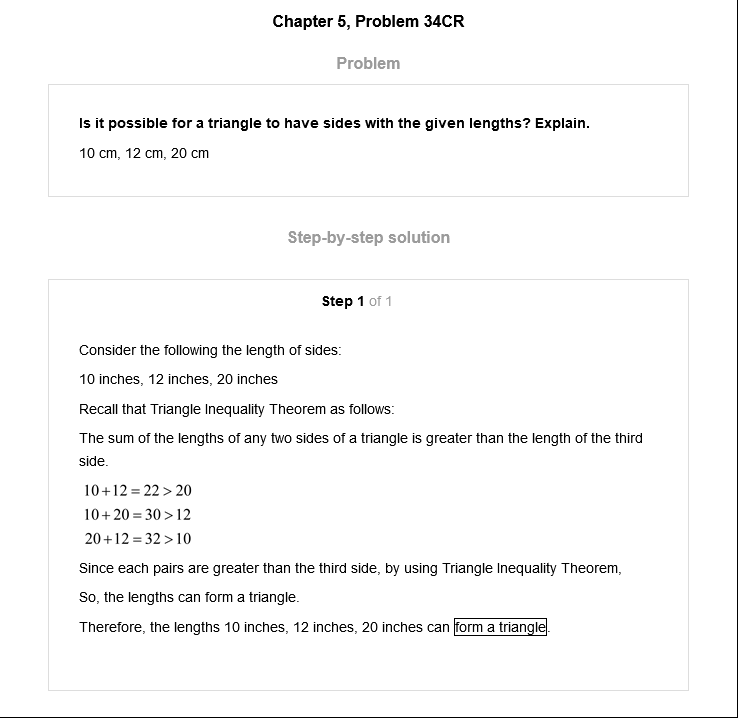 Chapter 5, Problem 34CR
Problem
Is it possible for a triangle to have sides with the given lengths? Explain.
10 cm, 12 cm, 20 cm
Step-by-step solution
Step 1 of 1
Consider the following the length of sides:
10 inches, 12 inches, 20 inches
Recall that Triangle Inequality Theorem as follows:
The sum of the lengths of any two sides of a triangle is greater than the length of the third
side.
10+12=22>20
10+20=30>12
20+12=32>10
Since each pairs are greater than the third side, by using Triangle Inequality Theorem,
So, the lengths can form a triangle.
Therefore, the lengths 10 inches, 12 inches, 20 inches can form a triangle.